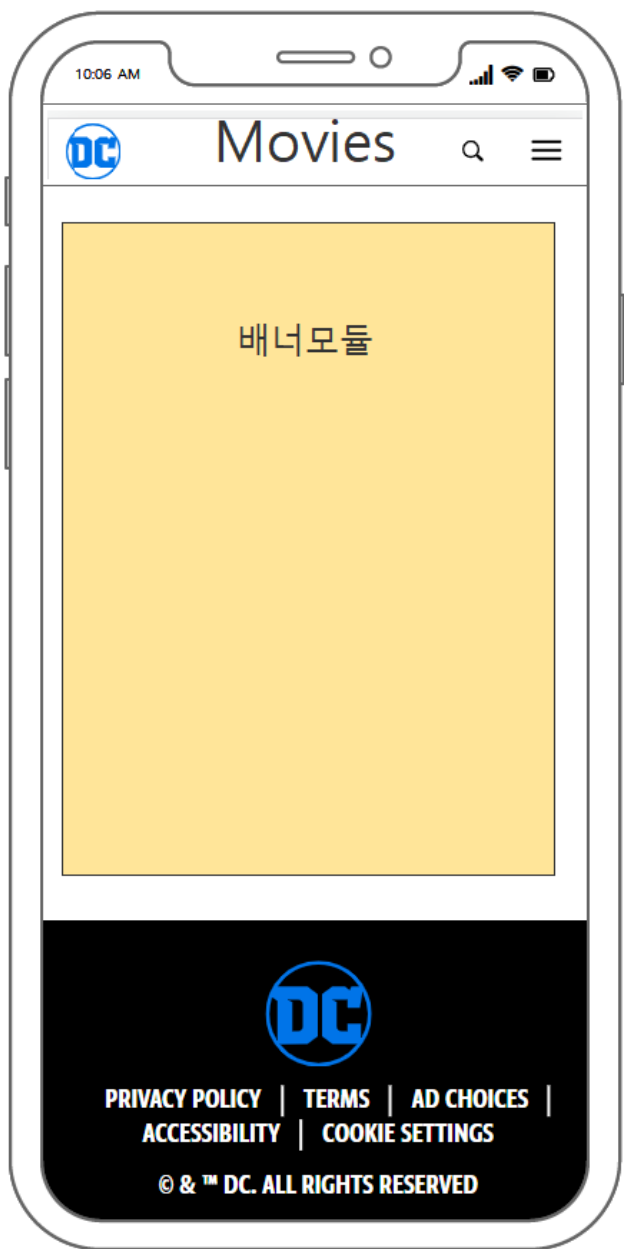 10:06 AM
DC Movies
배너모듈
DC
PRIVACY POLICY | TERMS | AD CHOICES |
ACCESSIBILITY | COOKIE SETTINGS
© & ™ DC. ALL RIGHTS RESERVED